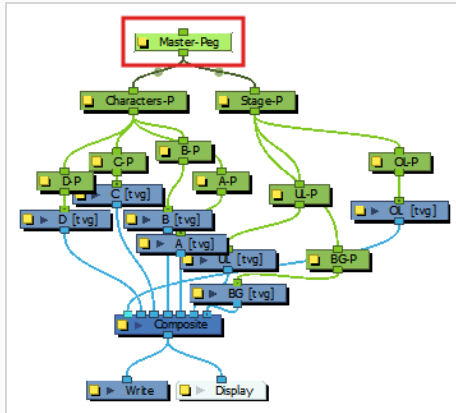 Master-Peg
Characters-P
Stage-P
B-P
C-P
OL-P
D-P
A-P
UL-P
C [tvg]
D [tvg]
B [tvg]
OL [tvg]
A [tvg]
UL [tvg]
BG-P
BG [tvg]
Composite
Write
Display